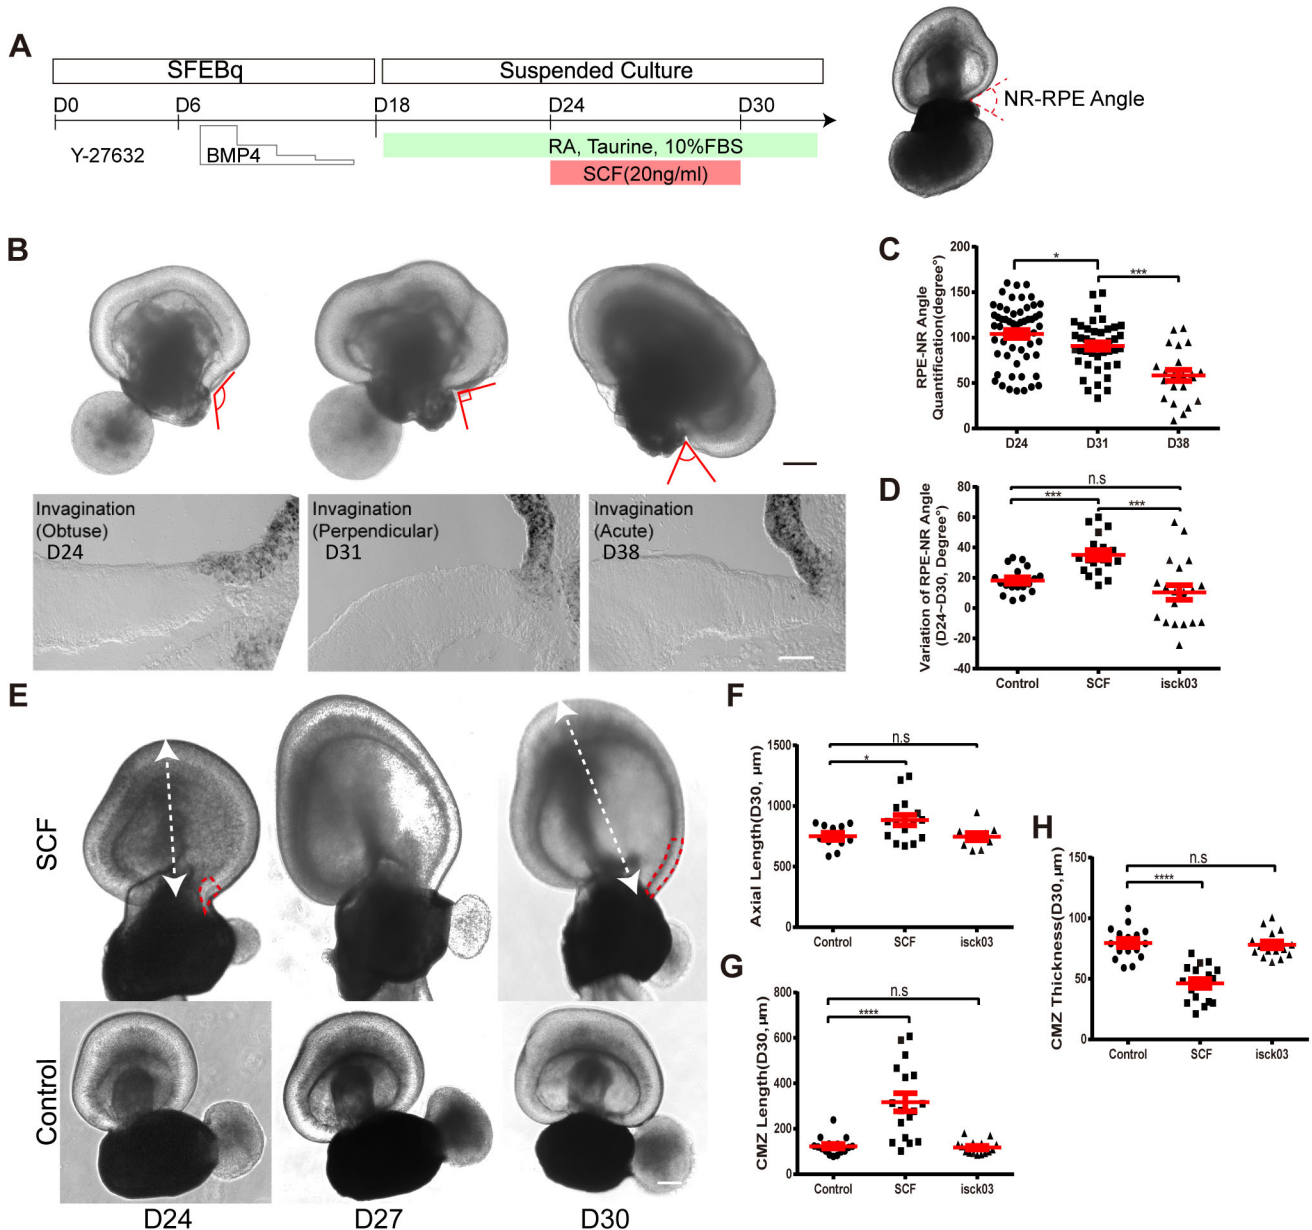 A
SFEBq
Suspended Culture
D0
D6
D18
D24
D30
Y-27632
BMP4
RA, Taurine, 10%FBS
SCF(20ng/ml)
NR-RPE Angle
B
Invagination
(Obtuse)
D24
Invagination
(Perpendicular)
D31
Invagination
(Acute)
D38
C
RPE-NR Angle
Quantification(degree°)
200
150
100
50
0
*
***
D24
D31
D38
D
Variation of RPE-NR Angle
(D24~D30, Degree°)
80
60
40
20
0
-20
-40
n.s
***
***
Control
SCF
isck03
E
SCF
Control
D24
D27
D30
F
Axial Length(D30, μm)
1500
1000
500
0
n.s
*
Control
SCF
isck03
G
CMZ Length(D30, μm)
800
600
400
200
0
n.s
****
Control
SCF
isck03
H
CMZ Thickness(D30, μm)
150
100
50
0
n.s
****
Control
SCF
isck03